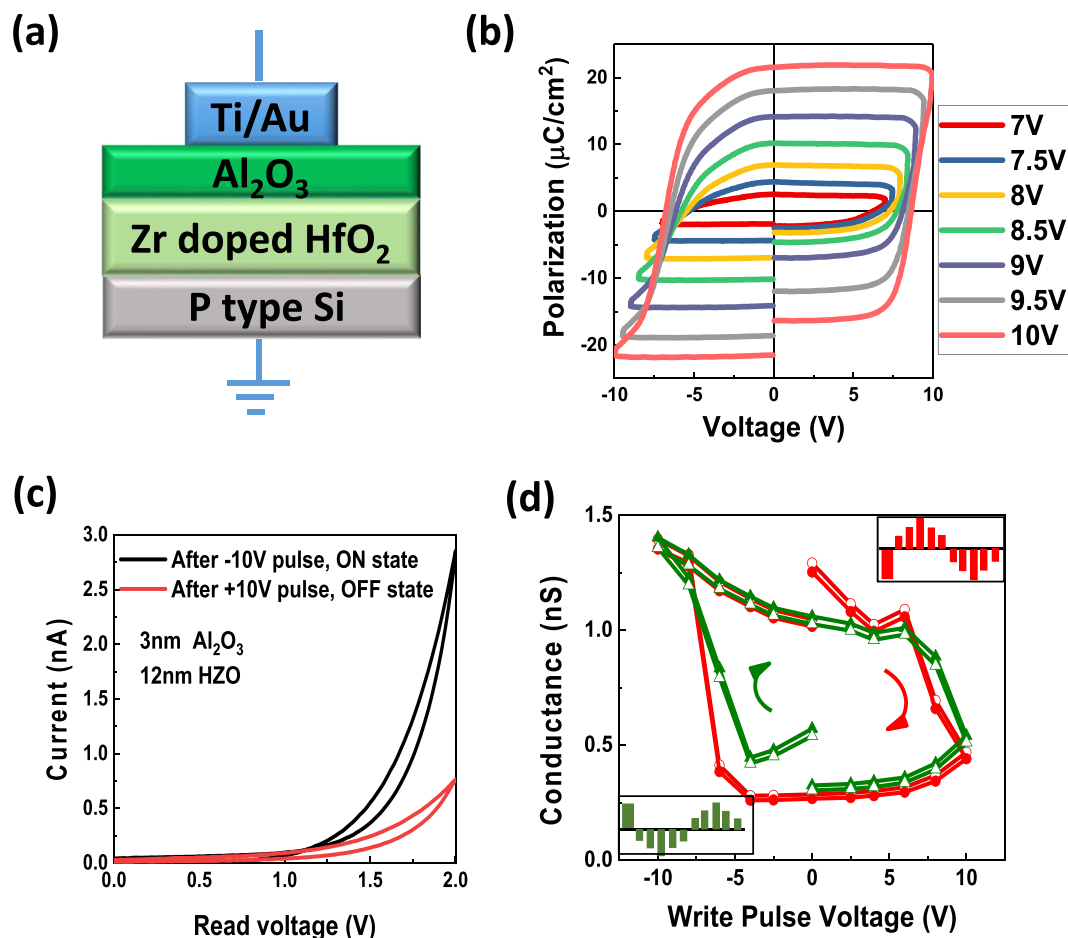 (a)
Ti/Au
Al₂O₃
Zr doped HfO₂
P type Si
(b)
Polarization (μC/cm²)
20
10
0
-10
-20
-10
-5
0
5
10
Voltage (V)
7V
7.5V
8V
8.5V
9V
9.5V
10V
(c)
Current (nA)
3.0
2.5
2.0
1.5
1.0
0.5
0.0
After -10V pulse, ON state
After +10V pulse, OFF state
3nm Al₂O₃
12nm HZO
0.0
0.5
1.0
1.5
2.0
Read voltage (V)
(d)
Conductance (nS)
1.5
1.0
0.5
0.0
-10
-5
0
5
10
Write Pulse Voltage (V)